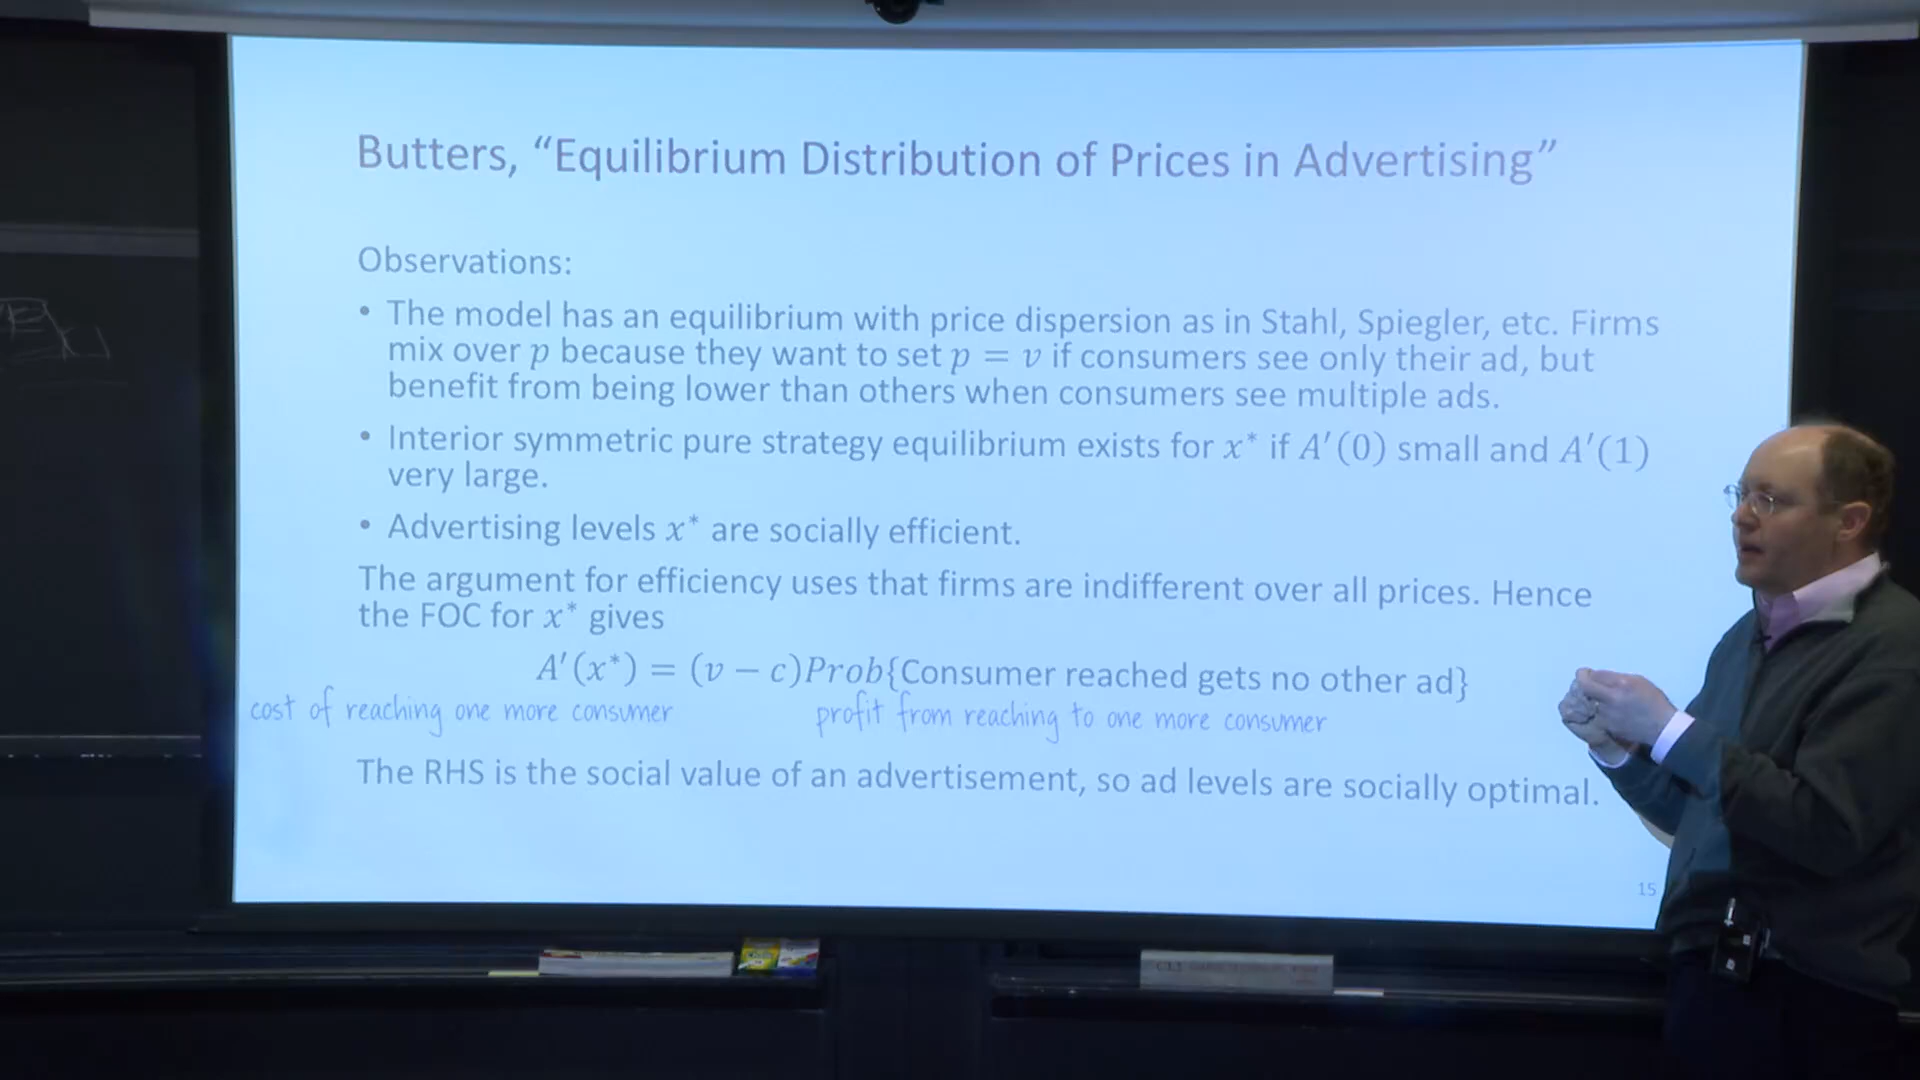 Butters, “Equilibrium Distribution of Prices in Advertising”
Observations:
• The model has an equilibrium with price dispersion as in Stahl, Spiegler, etc. Firms
mix over p because they want to set p = v if consumers see only their ad, but
benefit from being lower than others when consumers see multiple ads.
• Interior symmetric pure strategy equilibrium exists for x* if A′(0) small and A′(1)
very large.
• Advertising levels x* are socially efficient.
The argument for efficiency uses that firms are indifferent over all prices. Hence
the FOC for x* gives
A′(x*) = (v − c)Prob{Consumer reached gets no other ad}
cost of reaching one more consumer profit from reaching to one more consumer
The RHS is the social value of an advertisement, so ad levels are socially optimal.
15